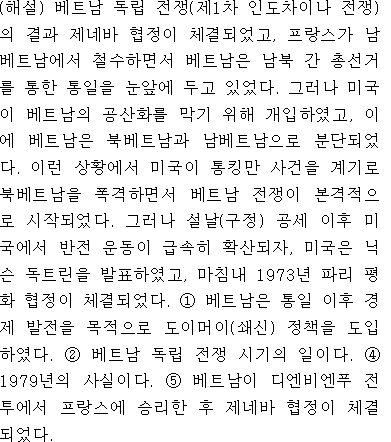 (해설) 베트남 독립 전쟁(제1차 인도차이나 전쟁)
의 결과 제네바 협정이 체결되었고, 프랑스가 남
베트남에서 철수하면서 베트남은 남북 간 총선거
를 통한 통일을 눈앞에 두고 있었다. 그러나 미국
이 베트남의 공산화를 막기 위해 개입하였고, 이
에 베트남은 북베트남과 남베트남으로 분단되었
다. 이런 상황에서 미국이 통킹만 사건을 계기로
북베트남을 폭격하면서 베트남 전쟁이 본격적으
로 시작되었다. 그러나 설날(구정) 공세 이후 미
국에서 반전 운동이 급속히 확산되자, 미국은 닉
슨 독트린을 발표하였고, 마침내 1973년 파리 평
화 협정이 체결되었다. ① 베트남은 통일 이후 경
제 발전을 목적으로 도이머이(쇄신) 정책을 도입
하였다. ② 베트남 독립 전쟁 시기의 일이다. ④
1979년의 사실이다. ⑤ 베트남이 디엔비엔푸 전
투에서 프랑스에 승리한 후 제네바 협정이 체결
되었다.